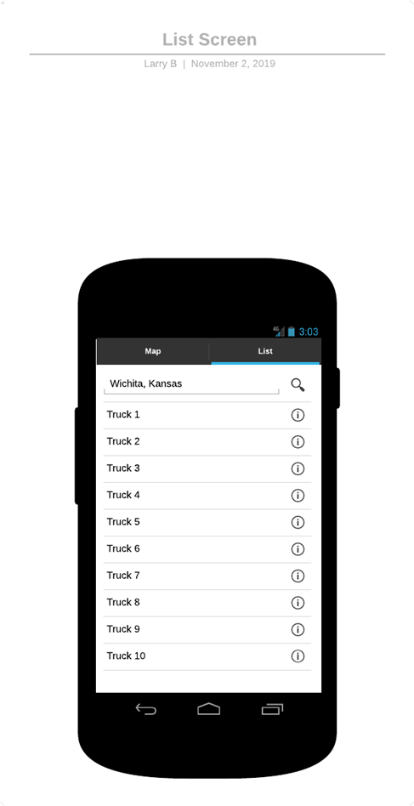 List Screen
Larry B | November 2, 2019
3:03
Map List
Wichita, Kansas
Truck 1
Truck 2
Truck 3
Truck 4
Truck 5
Truck 6
Truck 7
Truck 8
Truck 9
Truck 10